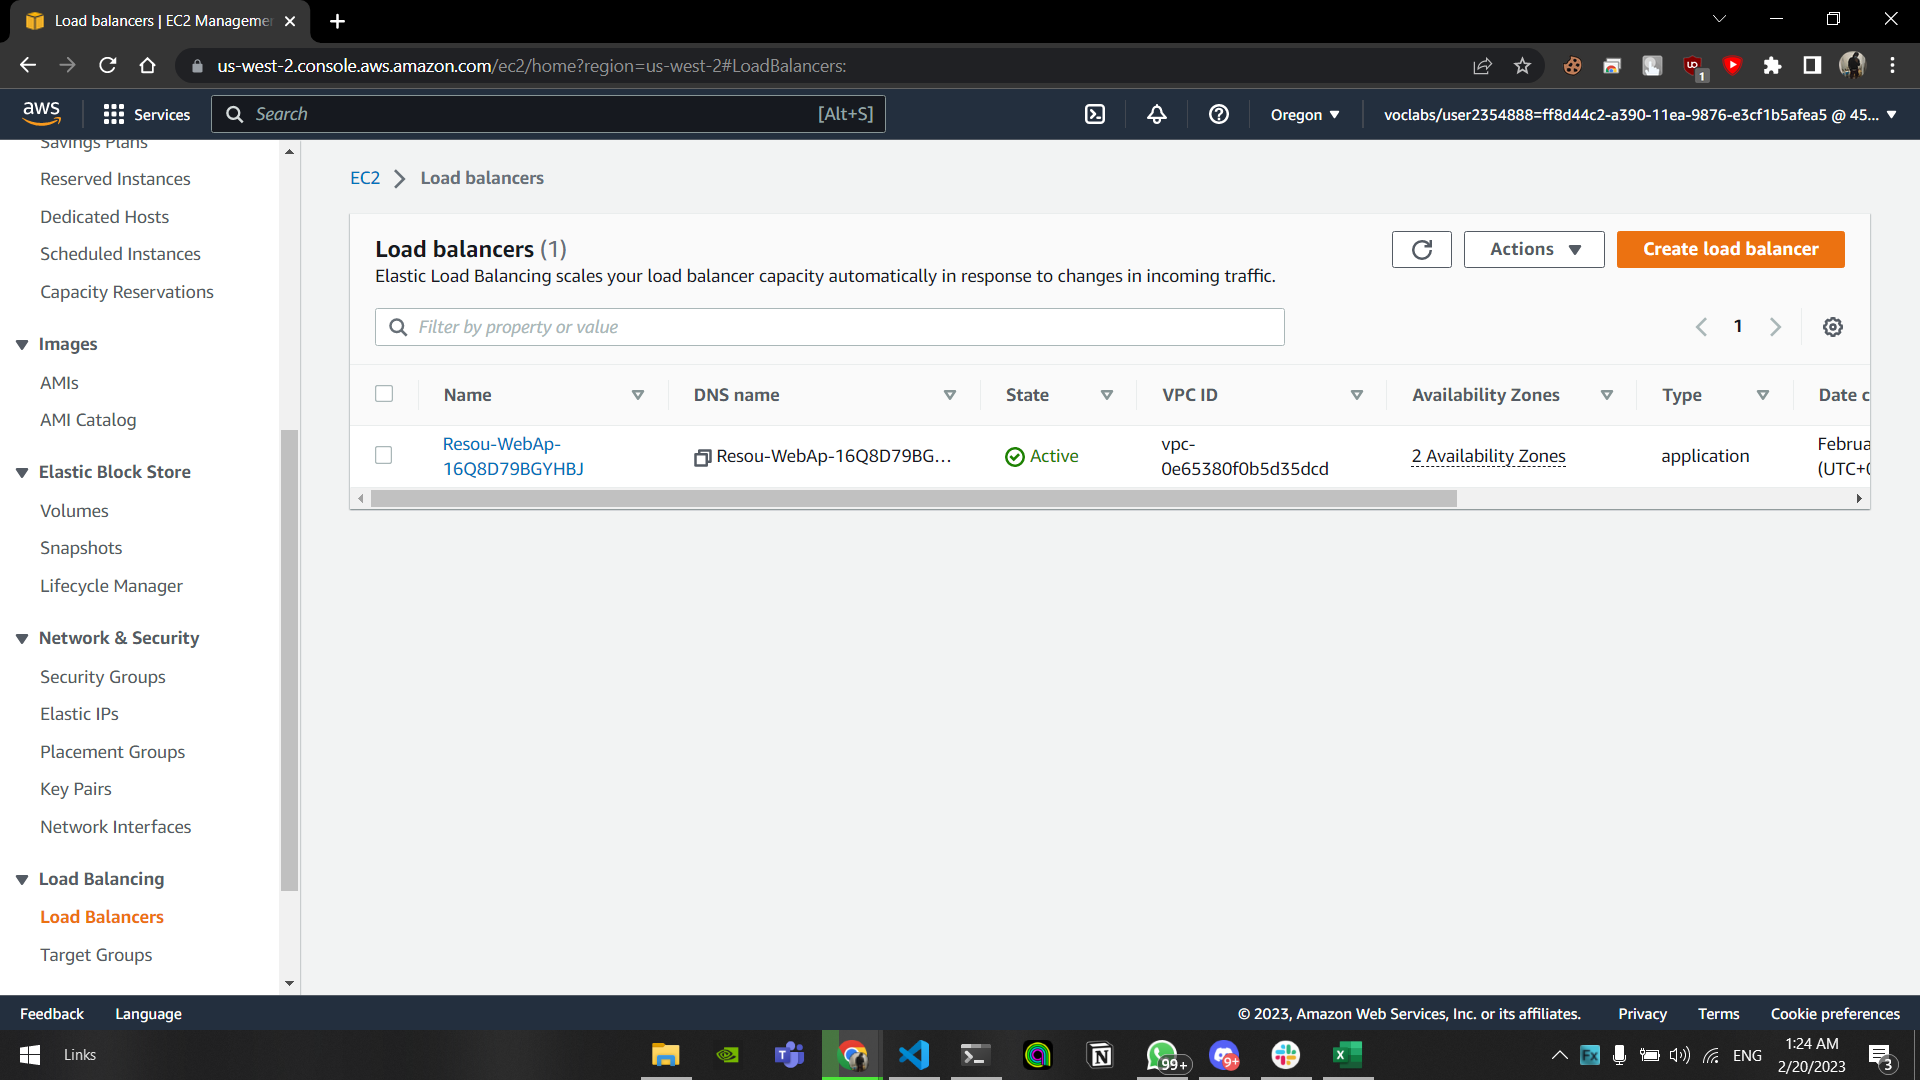 Load balancers | EC2 Manageme
us-west-2.console.aws.amazon.com/ec2/home?region=us-west-2#LoadBalancers:
1
aws
Services
Search
[Alt+S]
Oregon
voclabs/user2354888=ff8d44c2-a390-11ea-9876-e3cf1b5afea5 @ 45...
Savings Plans
Reserved Instances
Dedicated Hosts
Scheduled Instances
Capacity Reservations
Images
AMIs
AMI Catalog
Elastic Block Store
Volumes
Snapshots
Lifecycle Manager
Network & Security
Security Groups
Elastic IPs
Placement Groups
Key Pairs
Network Interfaces
Load Balancing
Load Balancers
Target Groups
EC2 > Load balancers
Load balancers (1)
Elastic Load Balancing scales your load balancer capacity automatically in response to changes in incoming traffic.
Actions
Create load balancer
Filter by property or value
1
Name DNS name State VPC ID Availability Zones Type Date c
Resou-WebAp-
16Q8D79BGYHBJ
Resou-WebAp-16Q8D79BG...
Active
vpc-
0e65380f0b5d35dcd
2 Availability Zones
application
Februa
(UTC+0
Feedback Language
© 2023, Amazon Web Services, Inc. or its affiliates. Privacy Terms Cookie preferences
Links
99+
9+
Fx
ENG
1:24 AM
2/20/2023
3